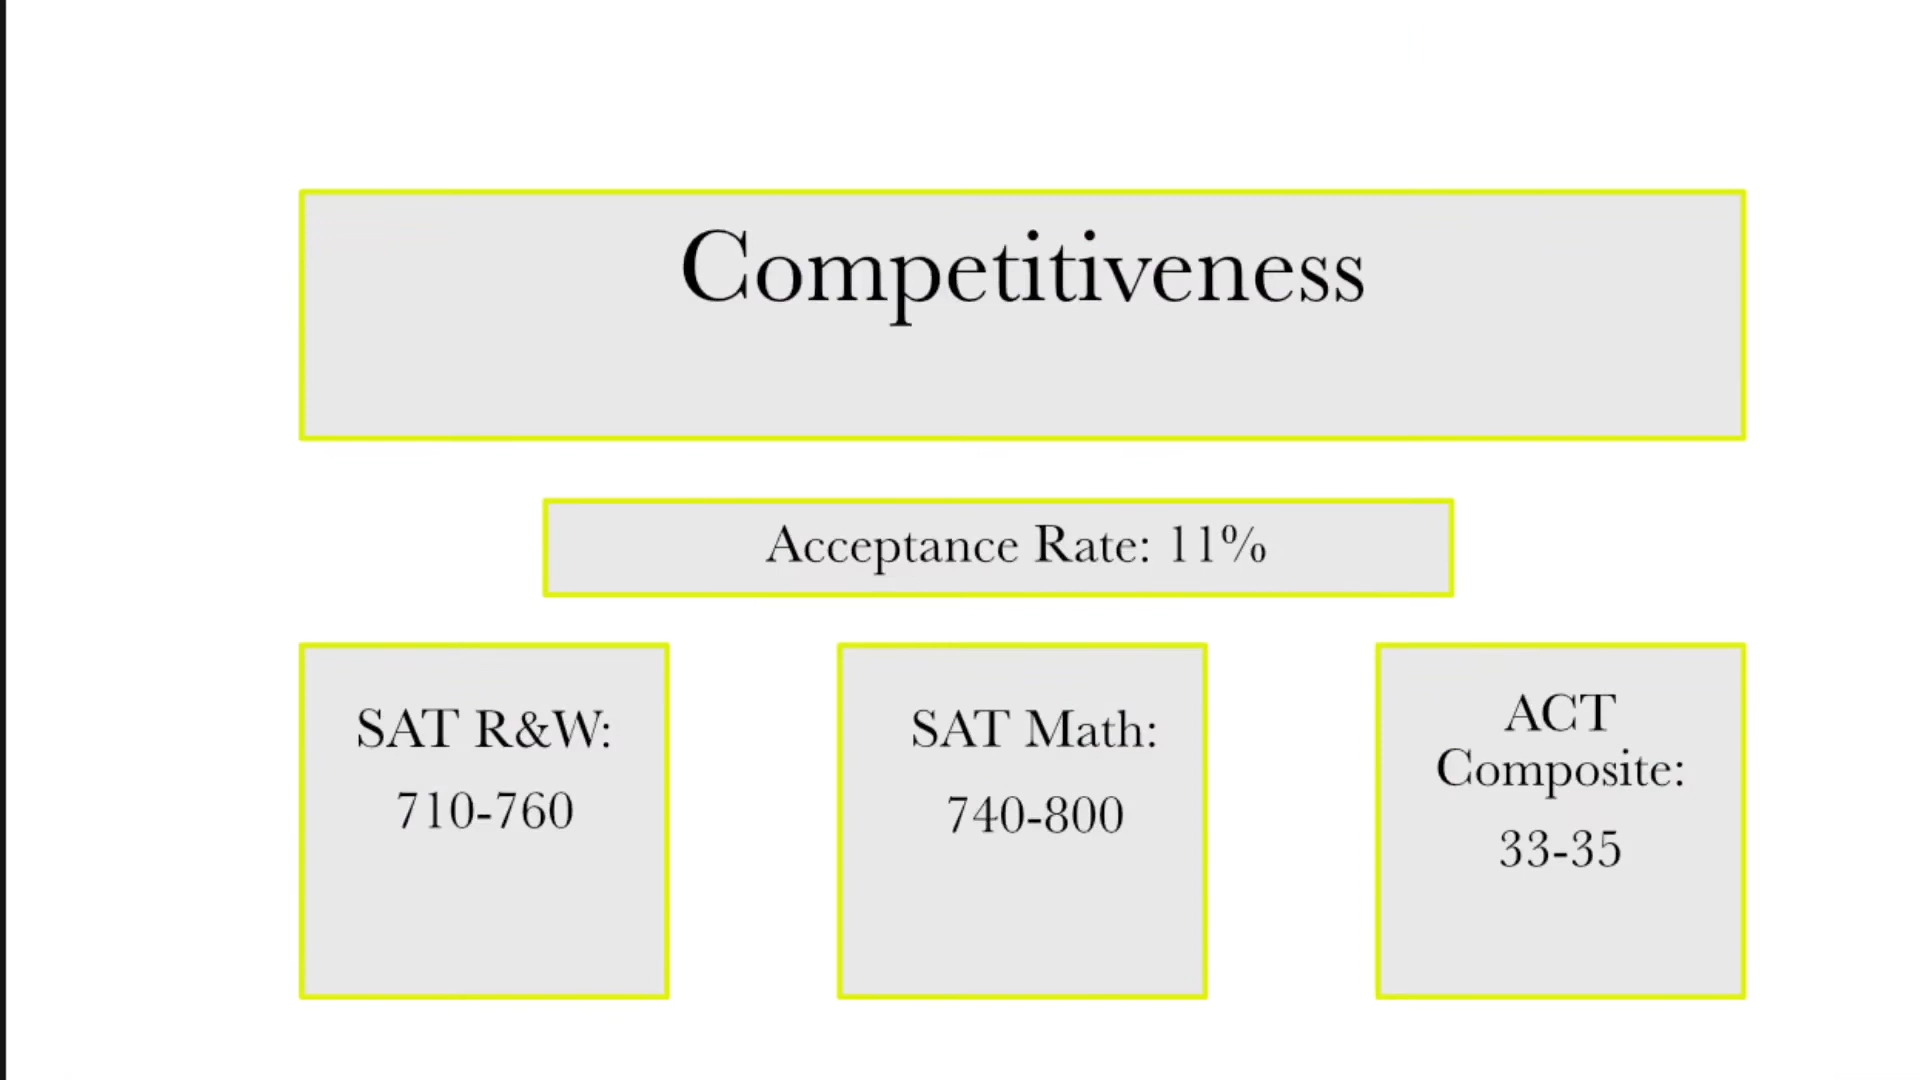 Competitiveness
Acceptance Rate: 11%
SAT R&W:
710-760
SAT Math:
740-800
ACT
Composite:
33-35